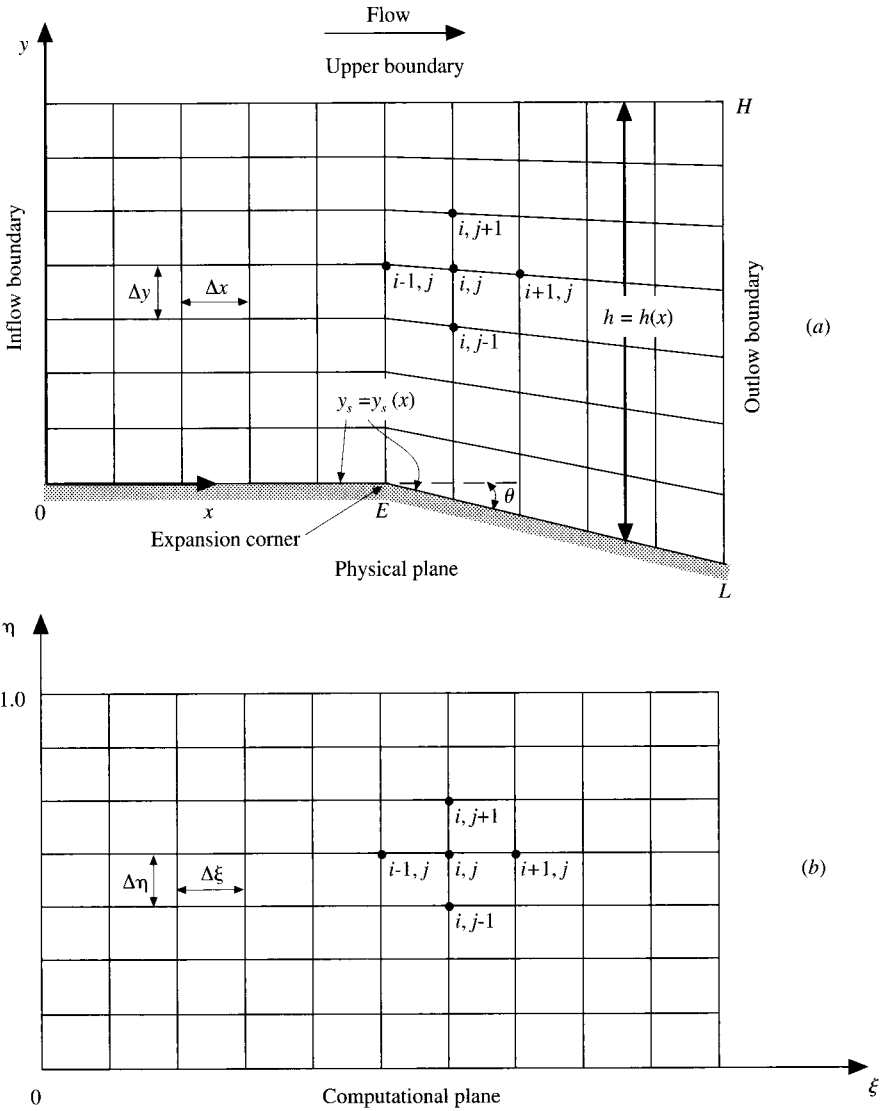 Flow
y
Upper boundary
H
Inflow boundary
i, j+1
Δy
Δx
i-1, j
i, j
i+1, j
h = h(x)
Outlow boundary
(a)
i, j-1
y_s =y_s (x)
θ
0
x
E
Expansion corner
Physical plane
L
η
1.0
i, j+1
Δη
Δξ
i-1, j
i, j
i+1, j
(b)
i, j-1
0
Computational plane
ξ